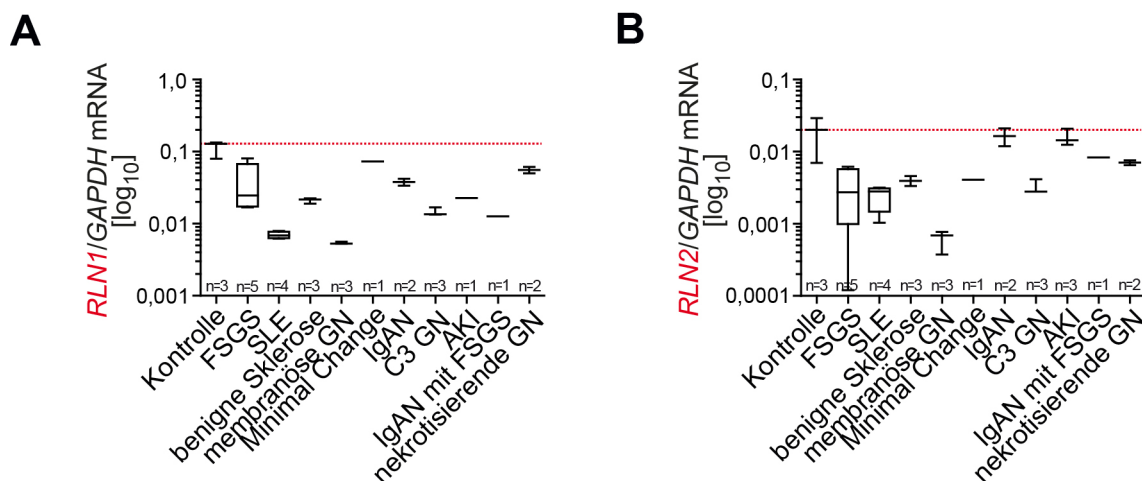 A
RLN1/GAPDH mRNA
[log10]
1,0
0,1
0,01
0,001
n=3 n=5 n=4 n=3 n=3 n=1 n=2 n=3 n=1 n=1 n=2
Kontrolle
FSGS
SLE
benigne Sklerose
membranöse GN
Minimal Change
IgAN
C3 GN
AKI
IgAN mit FSGS
nekrotisierende GN
B
RLN2/GAPDH mRNA
[log10]
0,1
0,01
0,001
0,0001
n=3 n=5 n=4 n=3 n=3 n=1 n=2 n=3 n=3 n=1 n=2
Kontrolle
FSGS
SLE
benigne Sklerose
membranöse GN
Minimal Change
IgAN
C3 GN
AKI
IgAN mit FSGS
nekrotisierende GN